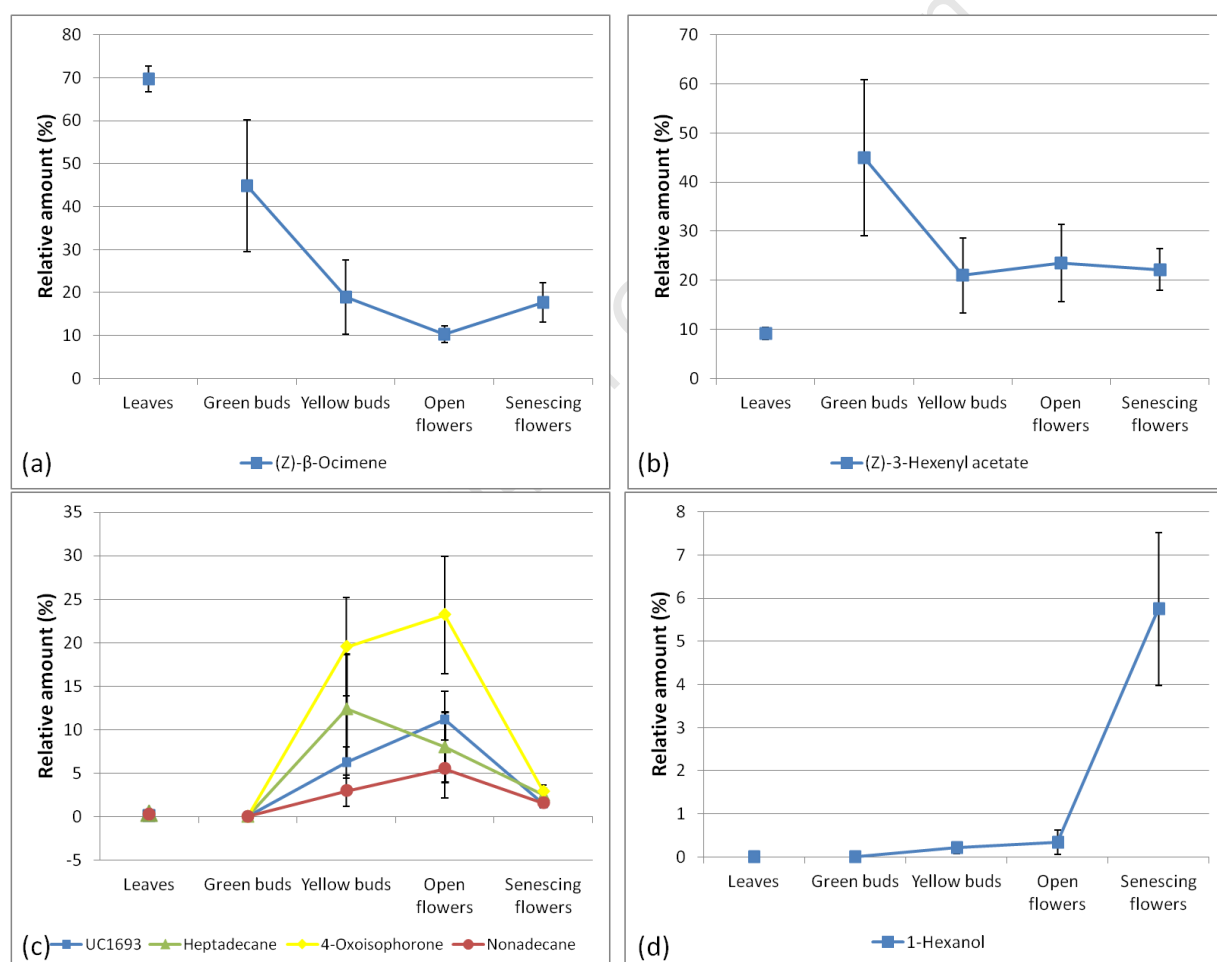 80
70
60
50
40
30
20
10
0
Relative amount (%)
Leaves Green buds Yellow buds Open flowers Senescing flowers
(Z)-β-Ocimene
(a)
70
60
50
40
30
20
10
0
Relative amount (%)
Leaves Green buds Yellow buds Open flowers Senescing flowers
(Z)-3-Hexenyl acetate
(b)
35
30
25
20
15
10
5
0
-5
Relative amount (%)
Leaves Green buds Yellow buds Open flowers Senescing flowers
UC1693 Heptadecane 4-Oxoisophorone Nonadecane
(c)
8
7
6
5
4
3
2
1
0
Relative amount (%)
Leaves Green buds Yellow buds Open flowers Senescing flowers
1-Hexanol
(d)